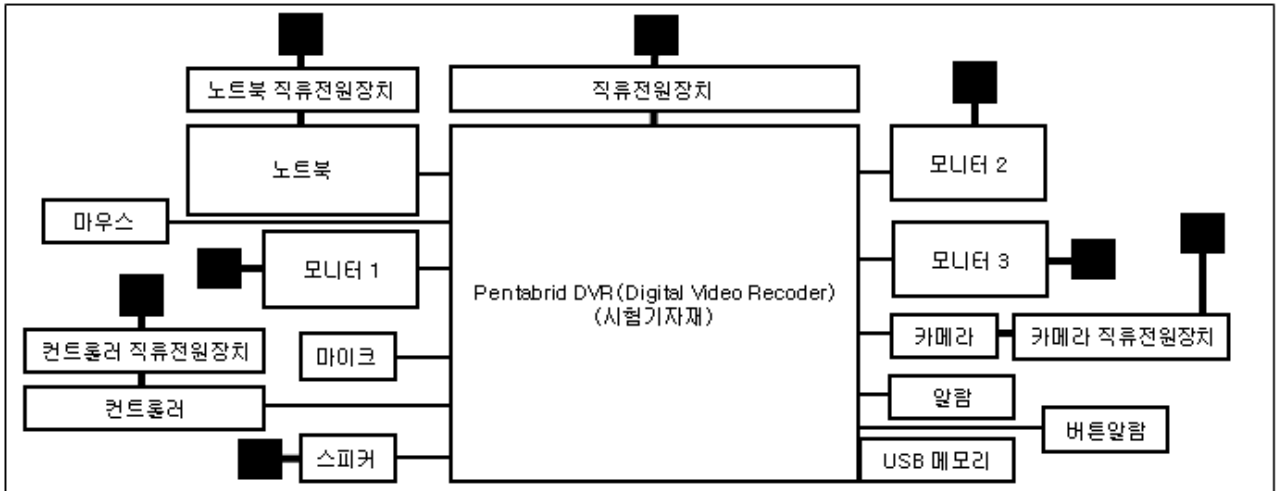 노트북 직류전원장치
직류전원장치
노트북
모니터 2
마우스
모니터 1
모니터 3
Pentabrid DVR(Digital Video Recoder)
(시험기자재)
컨트롤러 직류전원장치
마이크
카메라
카메라 직류전원장치
컨트롤러
알람
버튼알람
스피커
USB 메모리